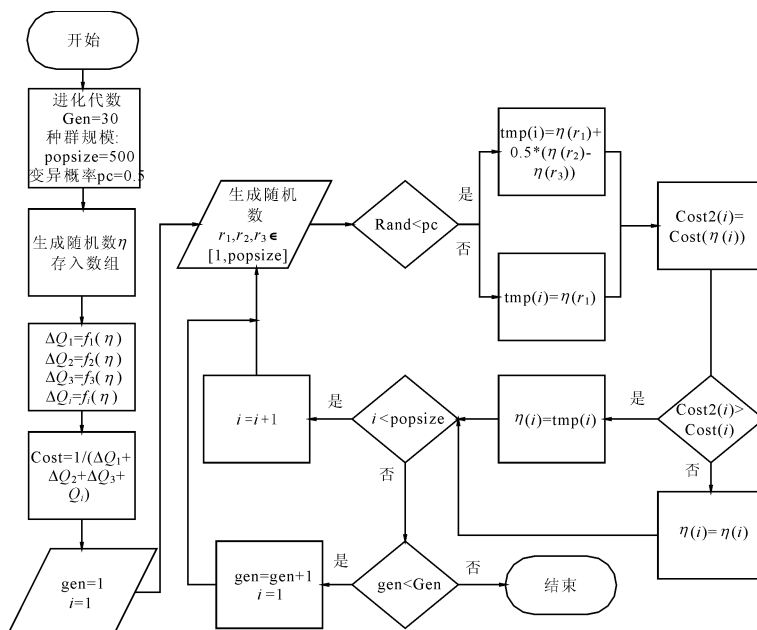 开始
进化代数
Gen=30
种群规模:
popsize=500
变异概率pc=0.5
生成随机数η
存入数组
ΔQ₁=f₁(η)
ΔQ₂=f₂(η)
ΔQ₃=f₃(η)
ΔQᵢ=fᵢ(η)
Cost=1/(ΔQ₁+
ΔQ₂+ΔQ₃+
Qᵢ)
gen=1
i=1
生成随机
数
r₁,r₂,r₃∈
[1,popsize]
Rand<pc
是
否
tmp(i)=η(r₁)+
0.5*(η(r₂)-
η(r₃))
tmp(i)=η(r₁)
Cost2(i)=
Cost(η(i))
Cost2(i)>
Cost(i)
是
否
η(i)=tmp(i)
η(i)=η(i)
i<popsize
是
否
i=i+1
gen<Gen
是
否
gen=gen+1
i=1
结束